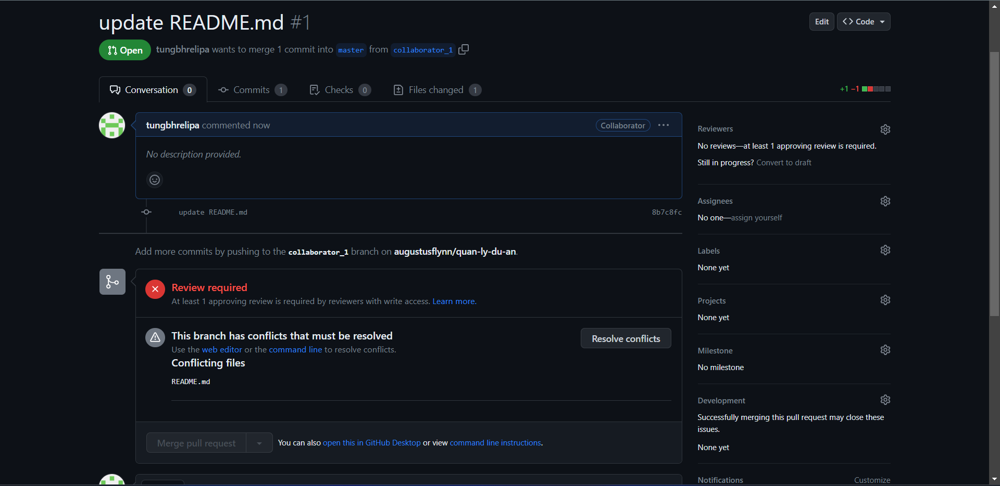 update README.md #1
Edit
<> Code
Open
tungbhrelipa wants to merge 1 commit into master from collaborator_1
Conversation 0
Commits 1
Checks 0
Files changed 1
+1 −1
tungbhrelipa commented now
Collaborator
No description provided.
update README.md
8b7c8fc
Add more commits by pushing to the collaborator_1 branch on augustusflynn/quan-ly-du-an.
Review required
At least 1 approving review is required by reviewers with write access. Learn more.
This branch has conflicts that must be resolved
Use the web editor or the command line to resolve conflicts.
Resolve conflicts
Conflicting files
README.md
Merge pull request
You can also open this in GitHub Desktop or view command line instructions.
Reviewers
No reviews—at least 1 approving review is required.
Still in progress? Convert to draft
Assignees
No one—assign yourself
Labels
None yet
Projects
None yet
Milestone
No milestone
Development
Successfully merging this pull request may close these
issues.
None yet
Notifications
Customize